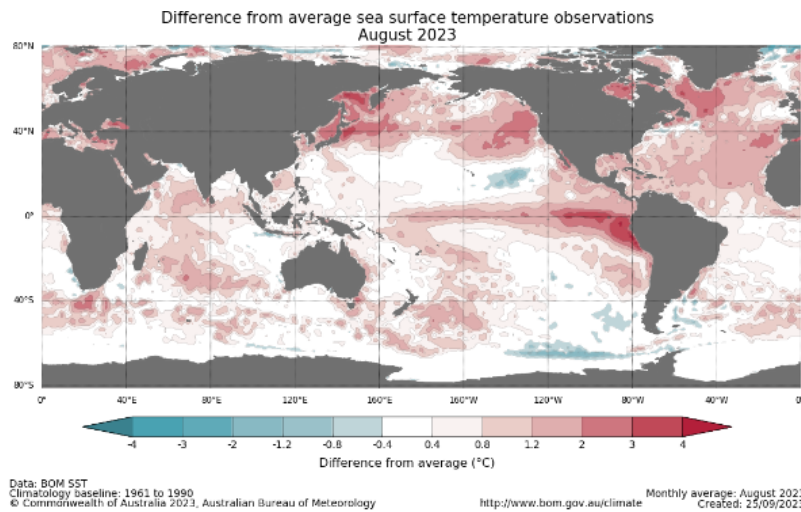 Difference from average sea surface temperature observations
August 2023
80°N
40°N
0°
40°S
80°S
0° 40°E 80°E 120°E 160°E 160°W 120°W 80°W 40°W 0°
-4 -3 -2 -1.2 -0.8 -0.4 0.4 0.8 1.2 2 3 4
Difference from average (°C)
Data: BOM SST
Climatology baseline: 1961 to 1990
© Commonwealth of Australia 2023, Australian Bureau of Meteorology
http://www.bom.gov.au/climate
Monthly average: August 2023
Created: 25/09/2023